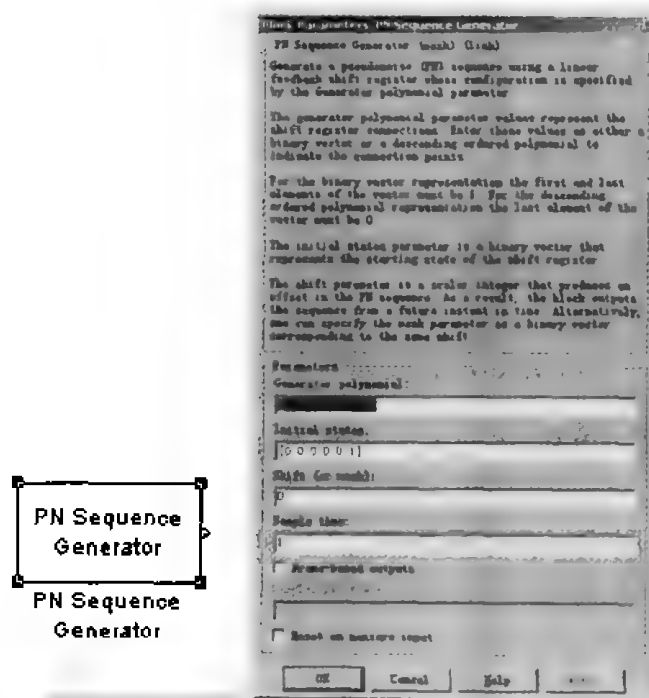 Block Parameters: PN Sequence Generator
PN Sequence Generator (mask) (link)
Generate a pseudonoise (PN) sequence using a linear
feedback shift register whose configuration is specified
by the Generator polynomial parameter
The generator polynomial parameter values represent the
shift register connections. Enter these values as either a
binary vector or a descending ordered polynomial to
indicate the connection points
For the binary vector representation the first and last
elements of the vector must be 1. For the descending
ordered polynomial representation the last element of the
vector must be 0
The initial states parameter is a binary vector that
represents the starting state of the shift register
The shift parameter is a scalar integer that produces an
offset in the PN sequence. As a result, the block outputs
the sequence from a future instant in time. Alternatively,
one can specify the mask parameter as a binary vector
corresponding to the same shift
Parameters
Generator polynomial:
Initial states:
[0 0 0 0 0 1]
Shift (or mask):
0
Sample time:
1
Frame-based outputs
Reset on nonzero input
OK
Cancel
Help
PN Sequence
Generator
PN Sequence
Generator